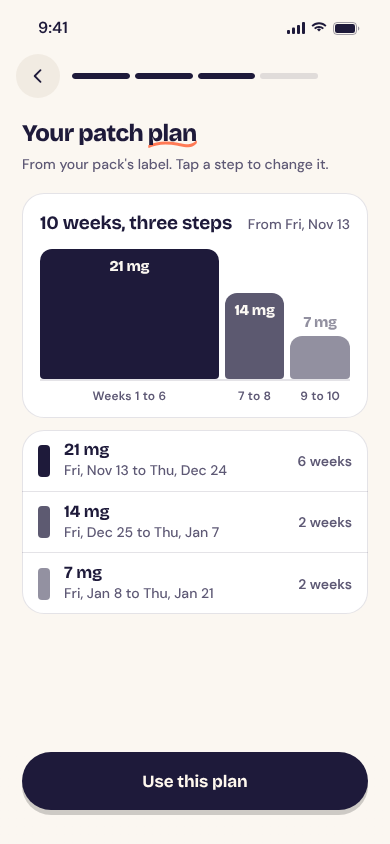 9:41
Your patch plan
From your pack's label. Tap a step to change it.
10 weeks, three steps
From Fri, Nov 13
21 mg
14 mg
7 mg
Weeks 1 to 6
7 to 8
9 to 10
21 mg
Fri, Nov 13 to Thu, Dec 24
6 weeks
14 mg
Fri, Dec 25 to Thu, Jan 7
2 weeks
7 mg
Fri, Jan 8 to Thu, Jan 21
2 weeks
Use this plan